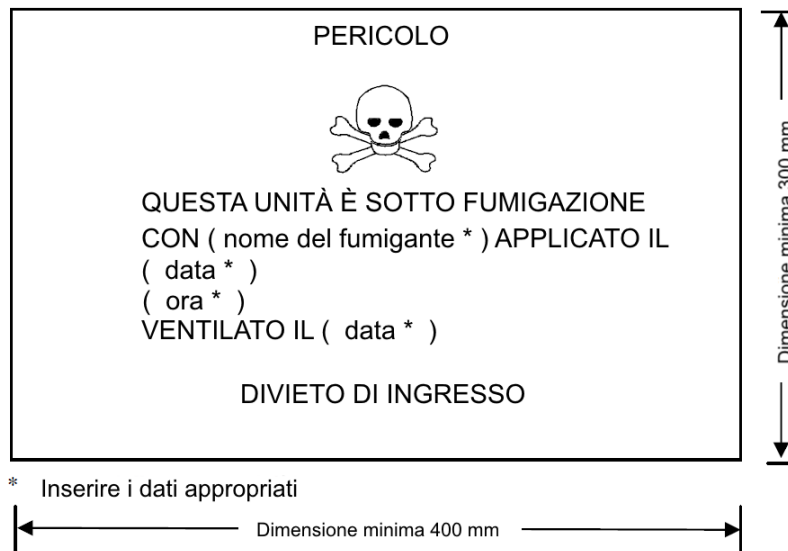 PERICOLO
QUESTA UNITÀ È SOTTO FUMIGAZIONE
CON ( nome del fumigante * ) APPLICATO IL
( data * )
( ora * )
VENTILATO IL ( data * )
DIVIETO DI INGRESSO
* Inserire i dati appropriati
Dimensione minima 400 mm
Dimensione minima 300 mm